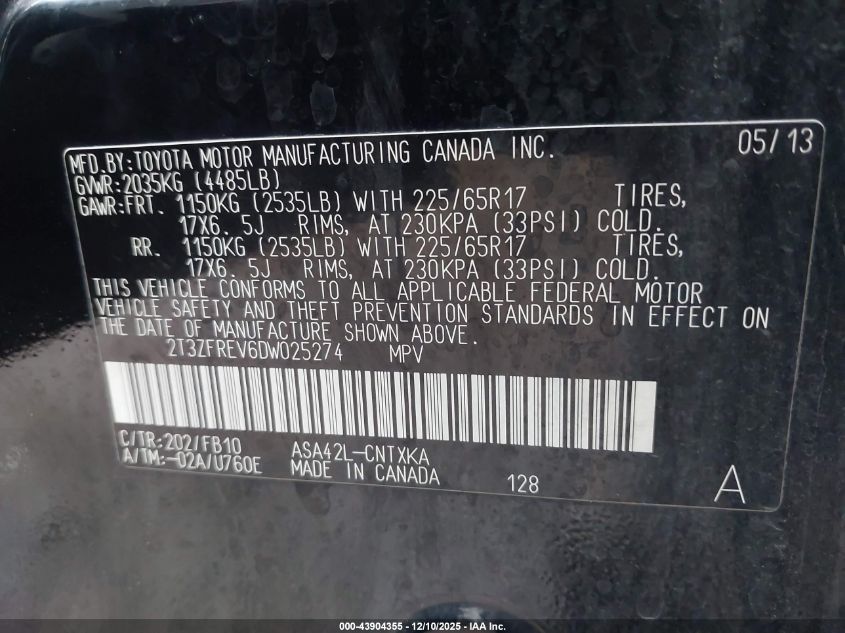 MFD.BY:TOYOTA MOTOR MANUFACTURING CANADA INC. 05/13
GVWR:2035KG (4485LB)
GAWR:FRT. 1150KG (2535LB) WITH 225/65R17 TIRES,
17X6. 5J RIMS, AT 230KPA (33PSI) COLD.
RR. 1150KG (2535LB) WITH 225/65R17 TIRES,
17X6. 5J RIMS, AT 230KPA (33PSI) COLD.
THIS VEHICLE CONFORMS TO ALL APPLICABLE FEDERAL MOTOR
VEHICLE SAFETY AND THEFT PREVENTION STANDARDS IN EFFECT ON
THE DATE OF MANUFACTURE SHOWN ABOVE.
2T3ZFREV6DW025274 MPV
C/TR:202/FB10 ASA42L-CNTXKA
A/TM:-02A/U760E MADE IN CANADA 128 A
000-43904355 - 12/10/2025 - IAA Inc.